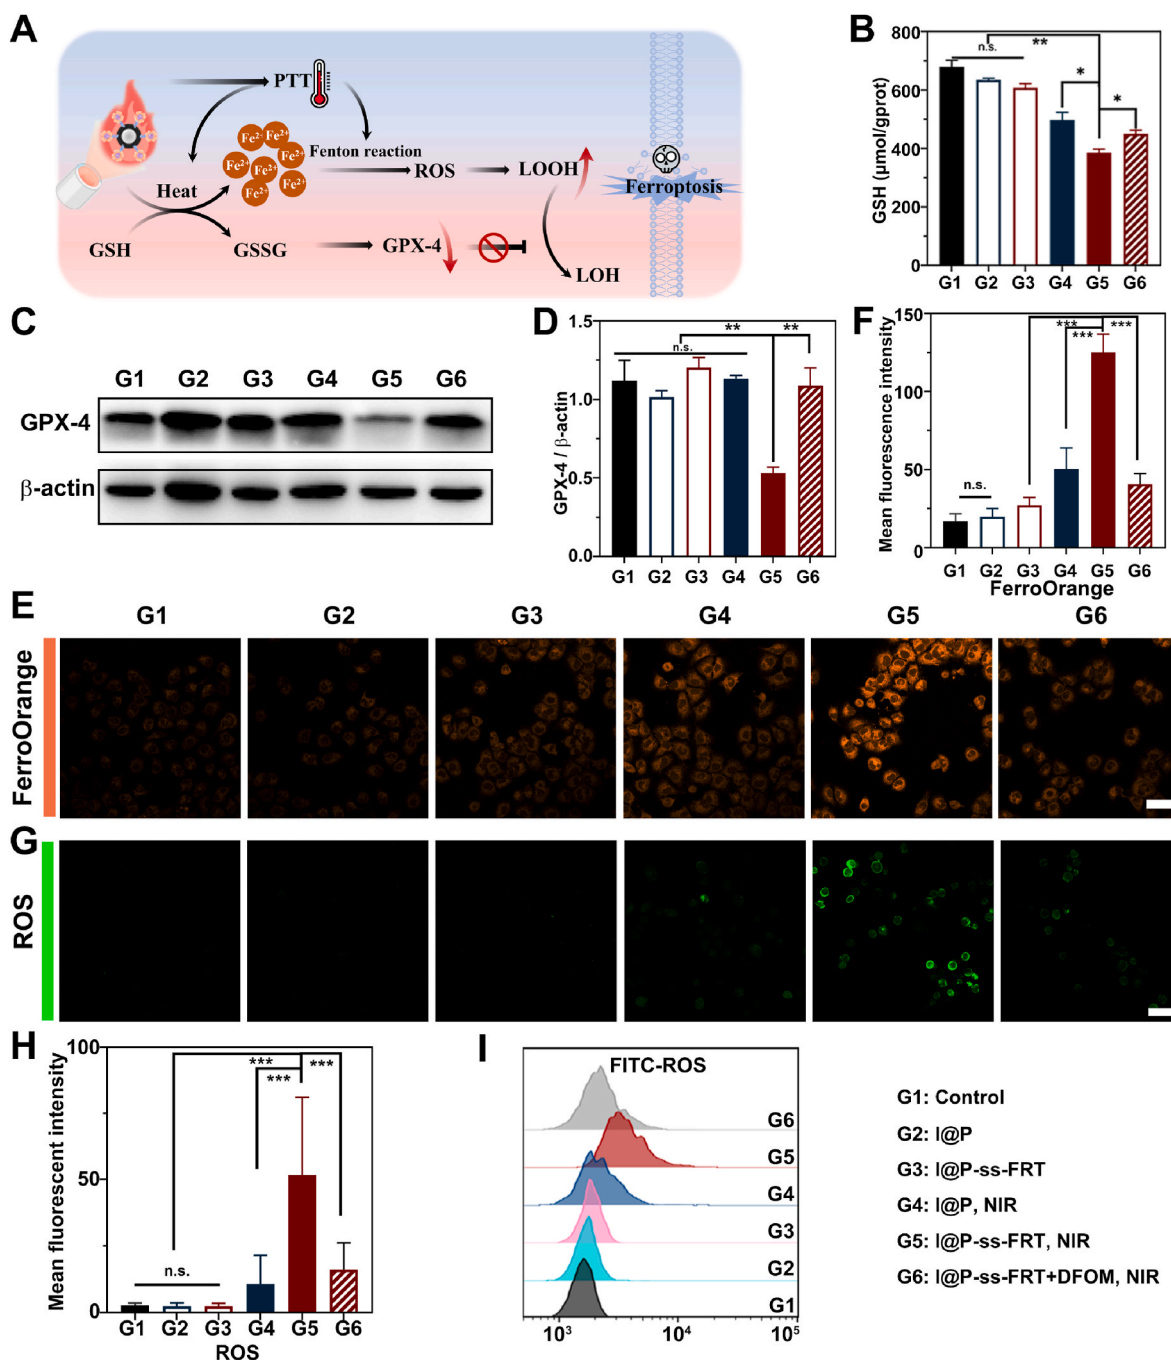 A
PTT
Fe²⁻ Fe²⁺
Fe²⁺
Fe²⁺ Fe²⁺
Fe²⁺ Fe²⁺
Fe²⁺
Fenton reaction
ROS
LOOH
Ferroptosis
Heat
GSH
GSSG
GPX-4
LOH
B
GSH (μmol/gprot)
800
600
400
200
0
n.s.
**
*
*
G1 G2 G3 G4 G5 G6
C
G1 G2 G3 G4 G5 G6
GPX-4
β-actin
D
GPX-4 / β-actin
1.5
1.0
0.5
0.0
n.s.
**
**
G1 G2 G3 G4 G5 G6
F
Mean fluorescence intensity
150
100
50
0
n.s.
***
***
***
G1 G2 G3 G4 G5 G6
FerroOrange
E
G1 G2 G3 G4 G5 G6
FerroOrange
G
ROS
H
Mean fluorescent intensity
100
50
0
n.s.
***
***
***
G1 G2 G3 G4 G5 G6
ROS
I
FITC-ROS
G6
G5
G4
G3
G2
G1
10³ 10⁴ 10⁵
G1: Control
G2: I@P
G3: I@P-ss-FRT
G4: I@P, NIR
G5: I@P-ss-FRT, NIR
G6: I@P-ss-FRT+DFOM, NIR